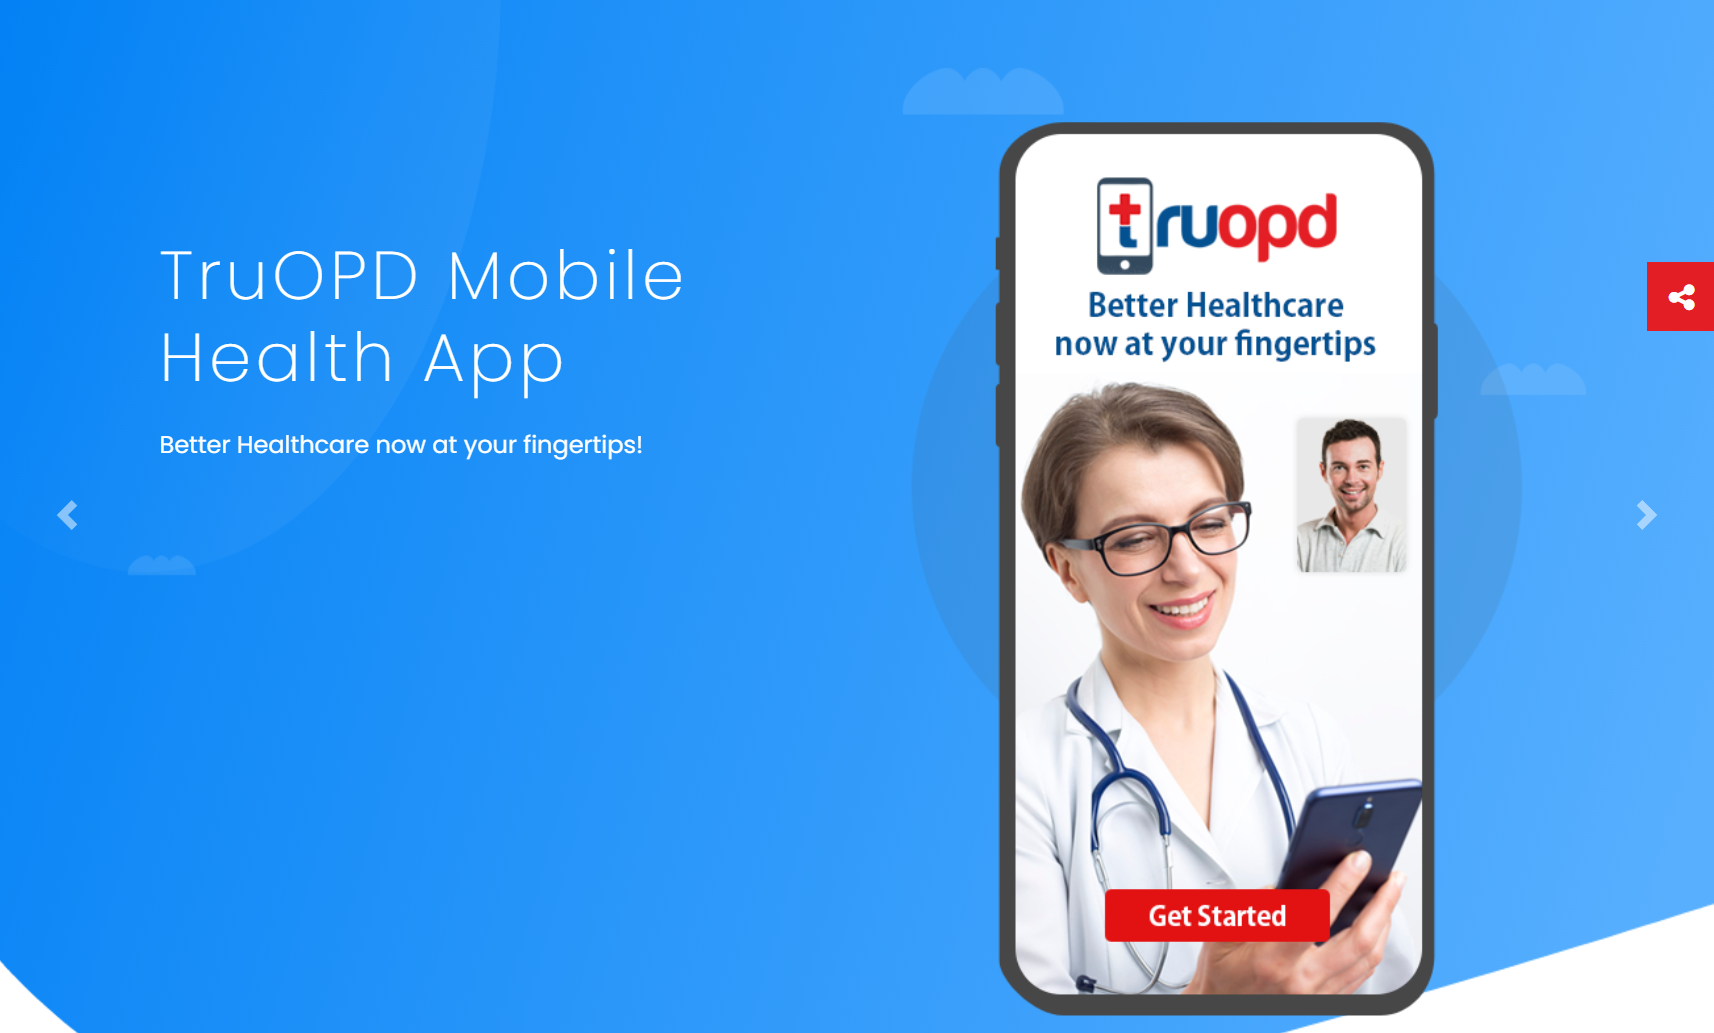 TruOPD Mobile
Health App
Better Healthcare now at your fingertips!
truopd
Better Healthcare
now at your fingertips
Get Started